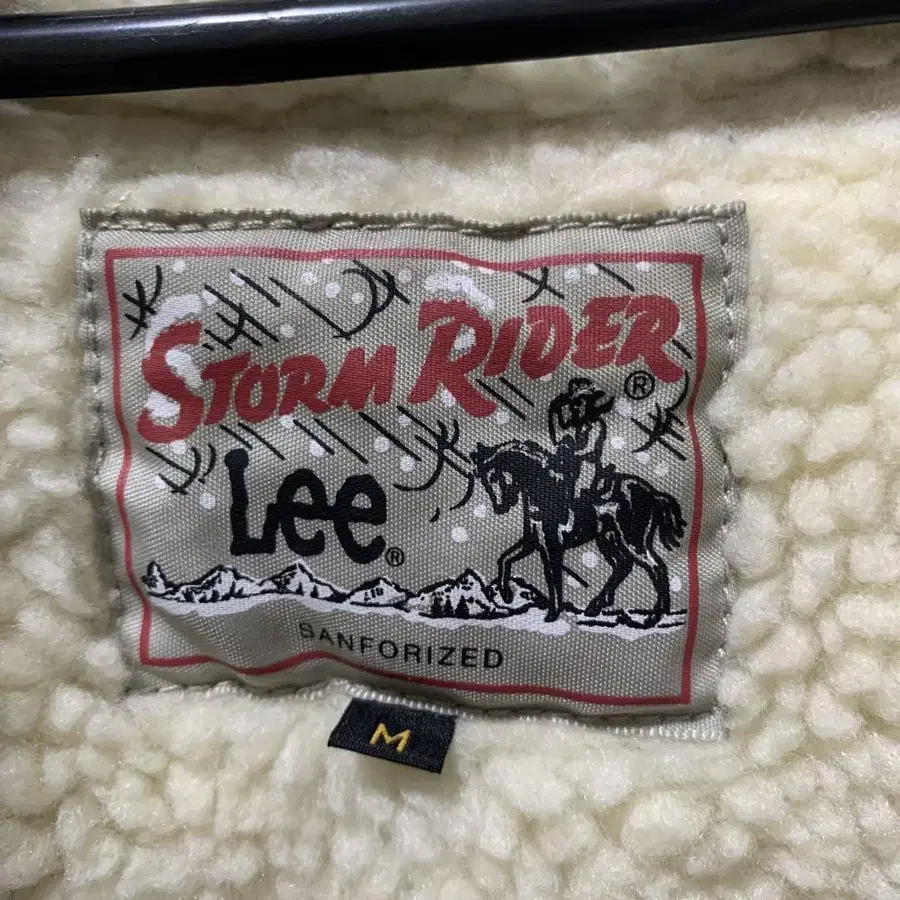 STORM RIDER®
Lee®
SANFORIZED
M